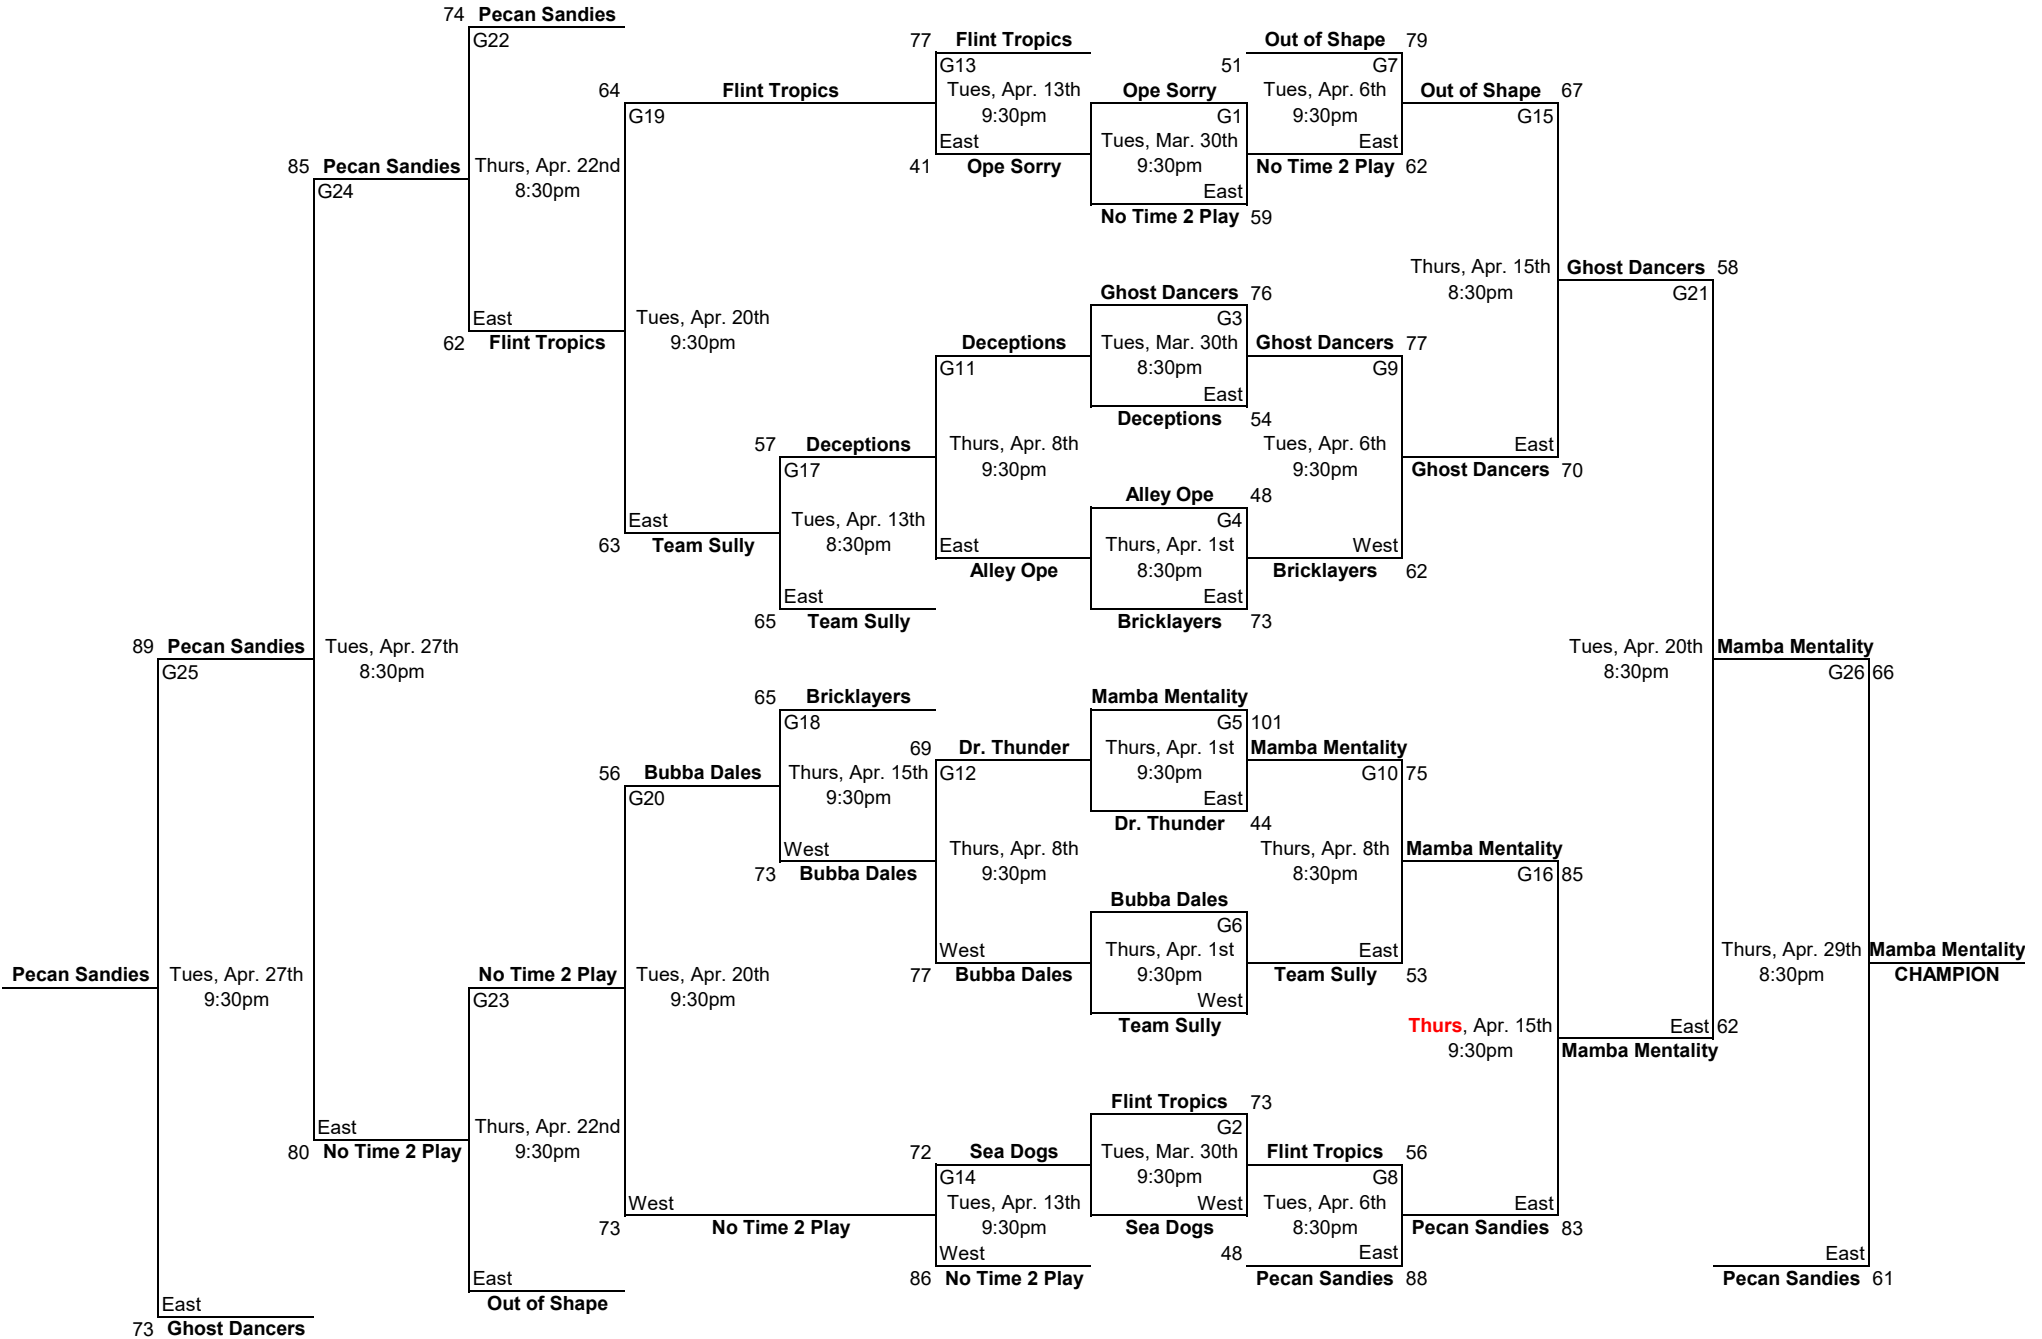 74 Pecan Sandies
G22
77 Flint Tropics
Out of Shape 79
G13
51
G7
64
Flint Tropics
Tues, Apr. 13th
Ope Sorry
Tues, Apr. 6th
Out of Shape 67
G19
9:30pm
G1
9:30pm
G15
East
Tues, Mar. 30th
East
85 Pecan Sandies
Thurs, Apr. 22nd
41 Ope Sorry
9:30pm
No Time 2 Play 62
G24
8:30pm
East
No Time 2 Play 59
Thurs, Apr. 15th
Ghost Dancers 58
Ghost Dancers 76
8:30pm
G21
East
Tues, Apr. 20th
G3
62 Flint Tropics
9:30pm
Deceptions
Tues, Mar. 30th
Ghost Dancers 77
G11
8:30pm
G9
East
Deceptions 54
57 Deceptions
Thurs, Apr. 8th
Tues, Apr. 6th
East
G17
9:30pm
9:30pm
Ghost Dancers 70
Alley Ope 48
East
Tues, Apr. 13th
G4
63 Team Sully
8:30pm
East
Thurs, Apr. 1st
West
Alley Ope
8:30pm
Bricklayers 62
East
East
65 Team Sully
Bricklayers 73
89 Pecan Sandies
Tues, Apr. 27th
Tues, Apr. 20th
Mamba Mentality
G25
8:30pm
8:30pm
G26 66
65 Bricklayers
Mamba Mentality
G18
G5 101
69 Dr. Thunder
Thurs, Apr. 1st
Mamba Mentality
56 Bubba Dales
Thurs, Apr. 15th
G12
9:30pm
G10 75
G20
9:30pm
East
Dr. Thunder 44
West
Thurs, Apr. 8th
Thurs, Apr. 8th
Mamba Mentality
73 Bubba Dales
9:30pm
8:30pm
G16 85
Bubba Dales
G6
West
Thurs, Apr. 1st
East
Thurs, Apr. 29th
Mamba Mentality
Pecan Sandies
Tues, Apr. 27th
No Time 2 Play
Tues, Apr. 20th
77 Bubba Dales
9:30pm
Team Sully 53
8:30pm
CHAMPION
9:30pm
G23
9:30pm
West
Team Sully
Thurs, Apr. 15th
East 62
9:30pm
Mamba Mentality
Flint Tropics 73
East
Thurs, Apr. 22nd
G2
80 No Time 2 Play
9:30pm
72 Sea Dogs
Tues, Mar. 30th
Flint Tropics 56
G14
9:30pm
G8
West
Tues, Apr. 13th
West
Tues, Apr. 6th
East
73
No Time 2 Play
9:30pm
Sea Dogs
8:30pm
Pecan Sandies 83
West
48
East
East
East
86 No Time 2 Play
Pecan Sandies 88
Pecan Sandies 61
Out of Shape
East
73 Ghost Dancers